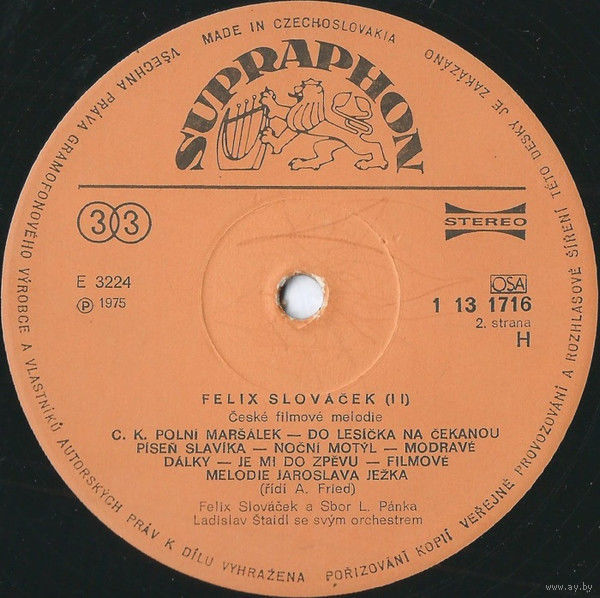 MADE IN CZECHOSLOVAKIA
VŠECHNA PRÁVA GRAMOFONOVÉHO VÝROBCE A VLASTNÍKŮ AUTORSKÝCH PRÁV K DÍLU VYHRAŽENA
POŘIZOVÁNÍ KOPIÍ VEŘEJNÉ PROVOZOVÁNÍ A ROZHLASOVÉ ŠÍŘENÍ TÉTO DESKY JE ZAKÁZÁNO
SUPRAPHON
33
STEREO
E 3224
Ⓟ 1975
OSA
1 13 1716
2. strana
H
FELIX SLOVÁČEK (II)
České filmové melodie
C. K. POLNÍ MARŠÁLEK — DO LESÍČKA NA ČEKANOU
PÍSEŇ SLAVÍKA — NOČNÍ MOTÝL — MODRAVÉ
DÁLKY — JE MI DO ZPĚVU — FILMOVÉ
MELODIE JAROSLAVA JEŽKA
(řídí A. Fried)
Felix Slováček a Sbor L. Pánka
Ladislav Štaidl se svým orchestrem
www.ay.by